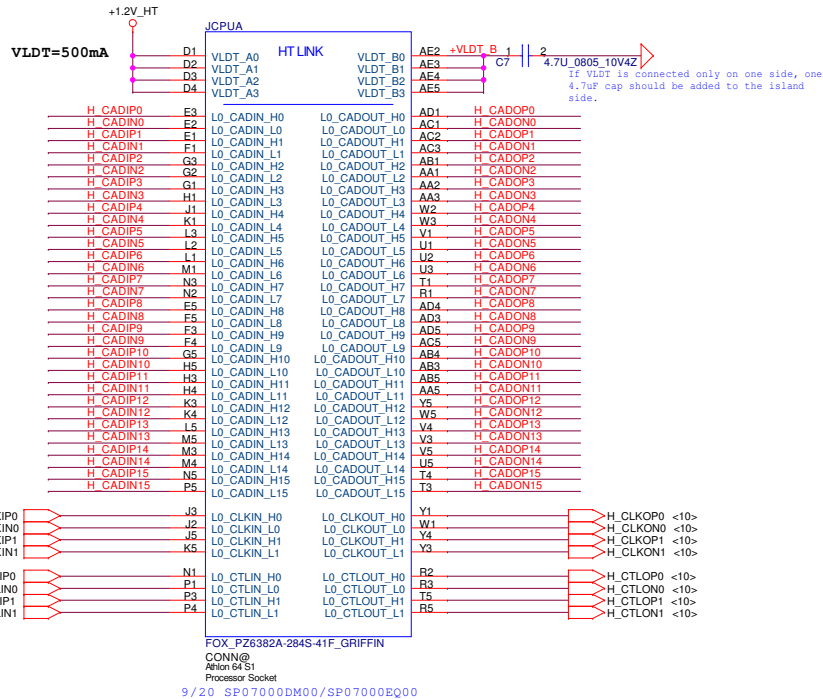 +1.2V_HT
JCPUA
VLDT=500mA
HT LINK
D1 VLDT_A0 VLDT_B0 AE2 +VLDT_B 1 2
D2 VLDT_A1 VLDT_B1 AE3 C7 4.7U_0805_10V4Z
D3 VLDT_A2 VLDT_B2 AE4
D4 VLDT_A3 VLDT_B3 AE5
If VLDT is connected only on one side, one
4.7uF cap should be added to the island
side.
H_CADIP0 E3 L0_CADIN_H0 L0_CADOUT_H0 AD1 H_CADOP0
H_CADIN0 E2 L0_CADIN_L0 L0_CADOUT_L0 AC1 H_CADON0
H_CADIP1 E1 L0_CADIN_H1 L0_CADOUT_H1 AC2 H_CADOP1
H_CADIN1 F1 L0_CADIN_L1 L0_CADOUT_L1 AC3 H_CADON1
H_CADIP2 G3 L0_CADIN_H2 L0_CADOUT_H2 AB1 H_CADOP2
H_CADIN2 G2 L0_CADIN_L2 L0_CADOUT_L2 AA1 H_CADON2
H_CADIP3 G1 L0_CADIN_H3 L0_CADOUT_H3 AA2 H_CADOP3
H_CADIN3 H1 L0_CADIN_L3 L0_CADOUT_L3 AA3 H_CADON3
H_CADIP4 J1 L0_CADIN_H4 L0_CADOUT_H4 W2 H_CADOP4
H_CADIN4 K1 L0_CADIN_L4 L0_CADOUT_L4 W3 H_CADON4
H_CADIP5 L3 L0_CADIN_H5 L0_CADOUT_H5 V1 H_CADOP5
H_CADIN5 L2 L0_CADIN_L5 L0_CADOUT_L5 U1 H_CADON5
H_CADIP6 L1 L0_CADIN_H6 L0_CADOUT_H6 U2 H_CADOP6
H_CADIN6 M1 L0_CADIN_L6 L0_CADOUT_L6 U3 H_CADON6
H_CADIP7 N3 L0_CADIN_H7 L0_CADOUT_H7 T1 H_CADOP7
H_CADIN7 N2 L0_CADIN_L7 L0_CADOUT_L7 R1 H_CADON7
H_CADIP8 E5 L0_CADIN_H8 L0_CADOUT_H8 AD4 H_CADOP8
H_CADIN8 F5 L0_CADIN_L8 L0_CADOUT_L8 AD3 H_CADON8
H_CADIP9 F3 L0_CADIN_H9 L0_CADOUT_H9 AD5 H_CADOP9
H_CADIN9 F4 L0_CADIN_L9 L0_CADOUT_L9 AC5 H_CADON9
H_CADIP10 G5 L0_CADIN_H10 L0_CADOUT_H10 AB4 H_CADOP10
H_CADIN10 H5 L0_CADIN_L10 L0_CADOUT_L10 AB3 H_CADON10
H_CADIP11 H3 L0_CADIN_H11 L0_CADOUT_H11 AB5 H_CADOP11
H_CADIN11 H4 L0_CADIN_L11 L0_CADOUT_L11 AA5 H_CADON11
H_CADIP12 K3 L0_CADIN_H12 L0_CADOUT_H12 Y5 H_CADOP12
H_CADIN12 K4 L0_CADIN_L12 L0_CADOUT_L12 W5 H_CADON12
H_CADIP13 L5 L0_CADIN_H13 L0_CADOUT_H13 V4 H_CADOP13
H_CADIN13 M5 L0_CADIN_L13 L0_CADOUT_L13 V3 H_CADON13
H_CADIP14 M3 L0_CADIN_H14 L0_CADOUT_H14 V5 H_CADOP14
H_CADIN14 M4 L0_CADIN_L14 L0_CADOUT_L14 U5 H_CADON14
H_CADIP15 N5 L0_CADIN_H15 L0_CADOUT_H15 T4 H_CADOP15
H_CADIN15 P5 L0_CADIN_L15 L0_CADOUT_L15 T3 H_CADON15
J3 L0_CLKIN_H0 L0_CLKOUT_H0 Y1 H_CLKOP0 <10>
J2 L0_CLKIN_L0 L0_CLKOUT_L0 W1 H_CLKON0 <10>
J5 L0_CLKIN_H1 L0_CLKOUT_H1 Y4 H_CLKOP1 <10>
K5 L0_CLKIN_L1 L0_CLKOUT_L1 Y3 H_CLKON1 <10>
N1 L0_CTLIN_H0 L0_CTLOUT_H0 R2 H_CTLOP0 <10>
P1 L0_CTLIN_L0 L0_CTLOUT_L0 R3 H_CTLON0 <10>
P3 L0_CTLIN_H1 L0_CTLOUT_H1 T5 H_CTLOP1 <10>
P4 L0_CTLIN_L1 L0_CTLOUT_L1 R5 H_CTLON1 <10>
FOX_PZ6382A-284S-41F_GRIFFIN
CONN@
Athlon 64 S1
Processor Socket
9/20 SP07000DM00/SP07000EQ00